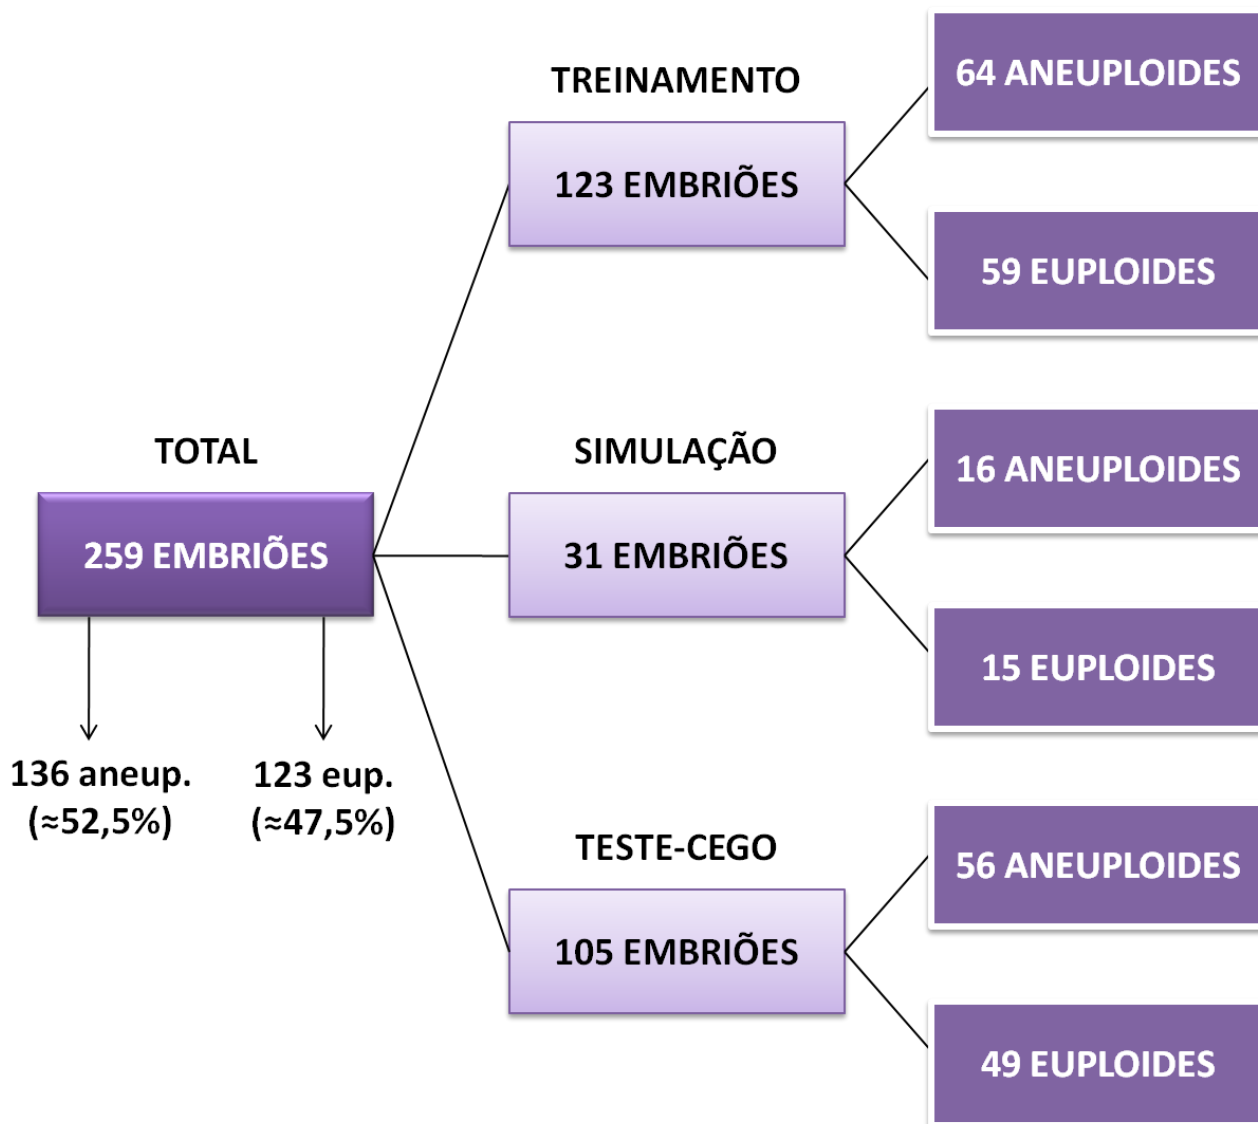 TOTAL
259 EMBRIÕES
136 aneup.
(≈52,5%)
123 eup.
(≈47,5%)
TREINAMENTO
123 EMBRIÕES
64 ANEUPLOIDES
59 EUPLOIDES
SIMULAÇÃO
31 EMBRIÕES
16 ANEUPLOIDES
15 EUPLOIDES
TESTE-CEGO
105 EMBRIÕES
56 ANEUPLOIDES
49 EUPLOIDES